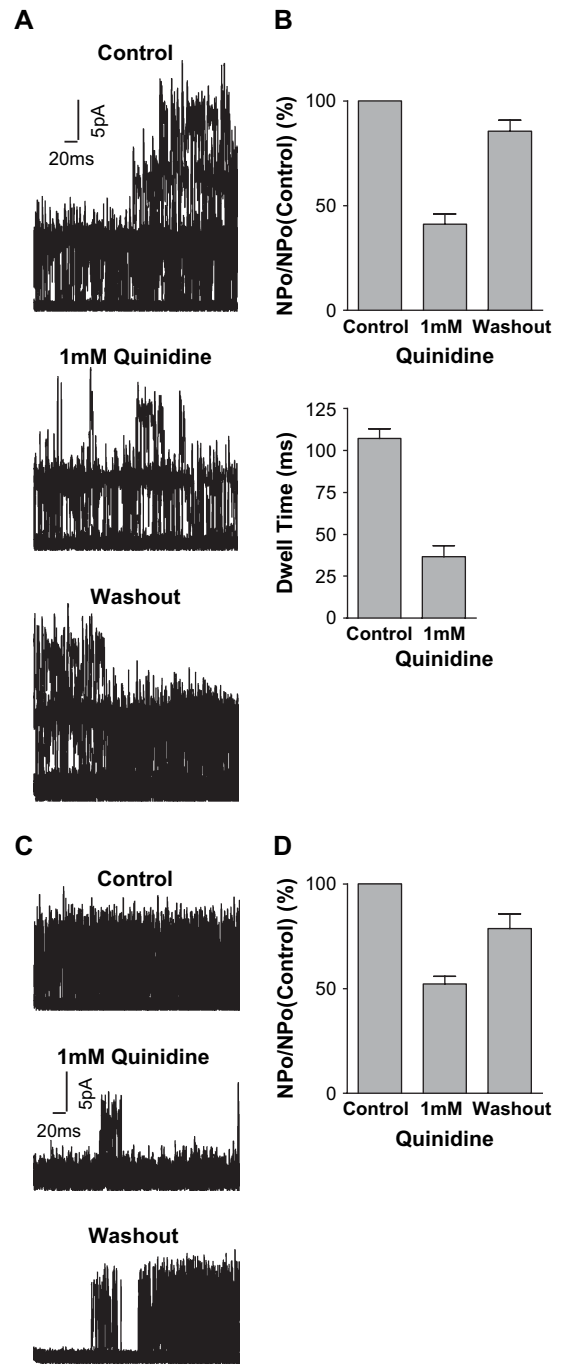 A
Control
5pA
20ms
1mM Quinidine
Washout
B
NPo/NPo(Control) (%)
100
50
0
Control 1mM Washout
Quinidine
Dwell Time (ms)
125
100
75
50
25
0
Control 1mM
Quinidine
C
Control
1mM Quinidine
5pA
20ms
Washout
D
NPo/NPo(Control) (%)
100
50
0
Control 1mM Washout
Quinidine